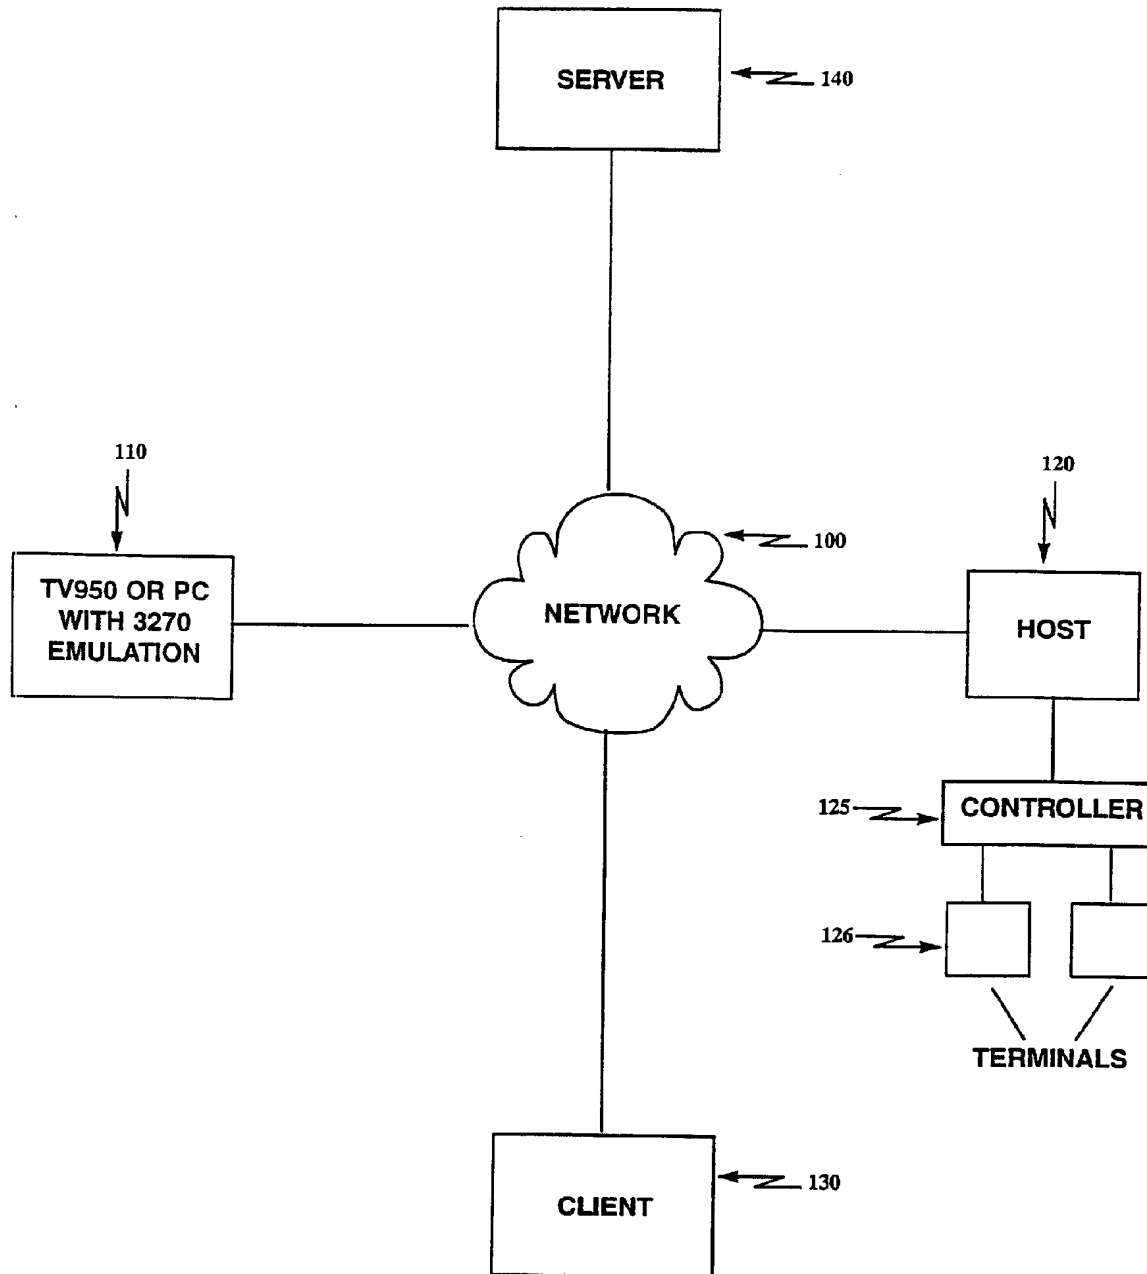 SERVER
140
110
120
TV950 OR PC
WITH 3270
EMULATION
100
NETWORK
HOST
125
CONTROLLER
126
TERMINALS
130
CLIENT